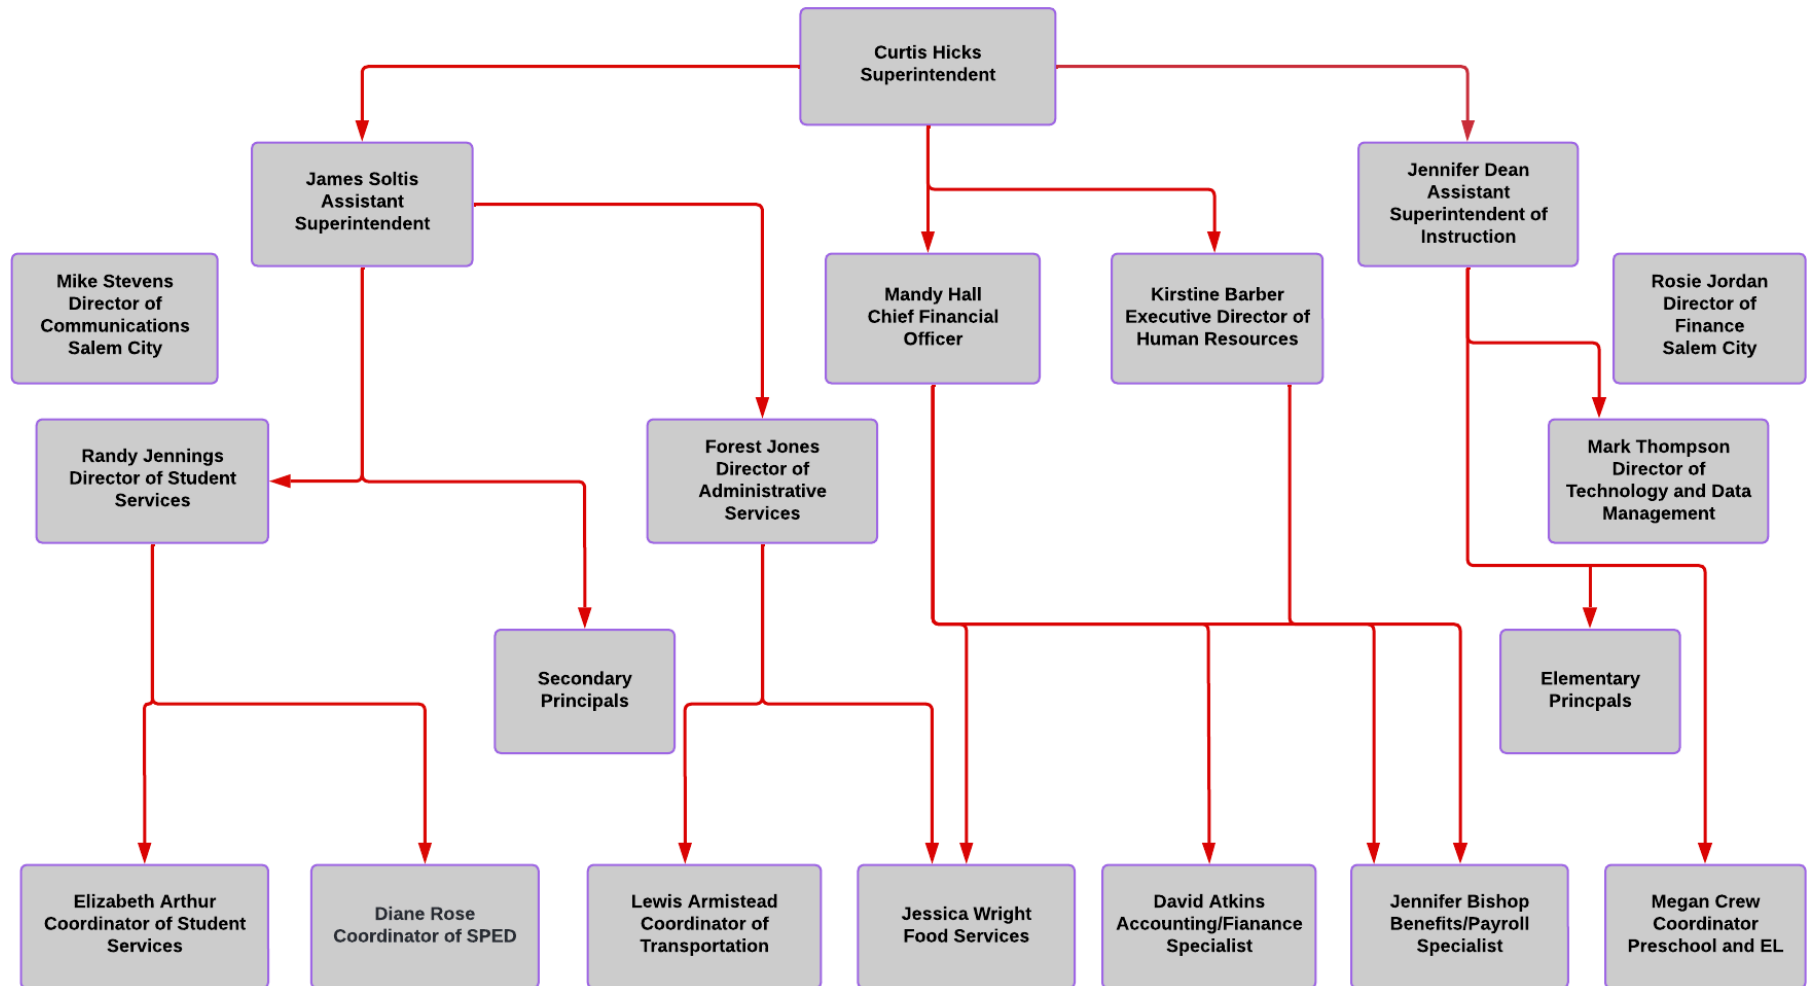 Curtis Hicks
Superintendent
James Soltis
Assistant
Superintendent
Jennifer Dean
Assistant
Superintendent of
Instruction
Mike Stevens
Director of
Communications
Salem City
Mandy Hall
Chief Financial
Officer
Kirstine Barber
Executive Director of
Human Resources
Rosie Jordan
Director of
Finance
Salem City
Randy Jennings
Director of Student
Services
Forest Jones
Director of
Administrative
Services
Mark Thompson
Director of
Technology and Data
Management
Secondary
Principals
Elementary
Princpals
Elizabeth Arthur
Coordinator of Student
Services
Diane Rose
Coordinator of SPED
Lewis Armistead
Coordinator of
Transportation
Jessica Wright
Food Services
David Atkins
Accounting/Fianance
Specialist
Jennifer Bishop
Benefits/Payroll
Specialist
Megan Crew
Coordinator
Preschool and EL